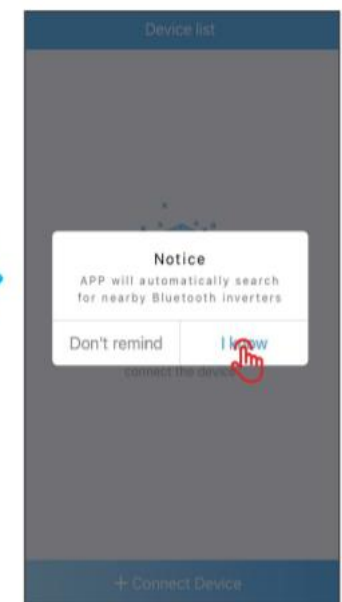 Device list
Notice
APP will automatically search
for nearby Bluetooth inverters
Don't remind
I know
connect the device
+ Connect Device